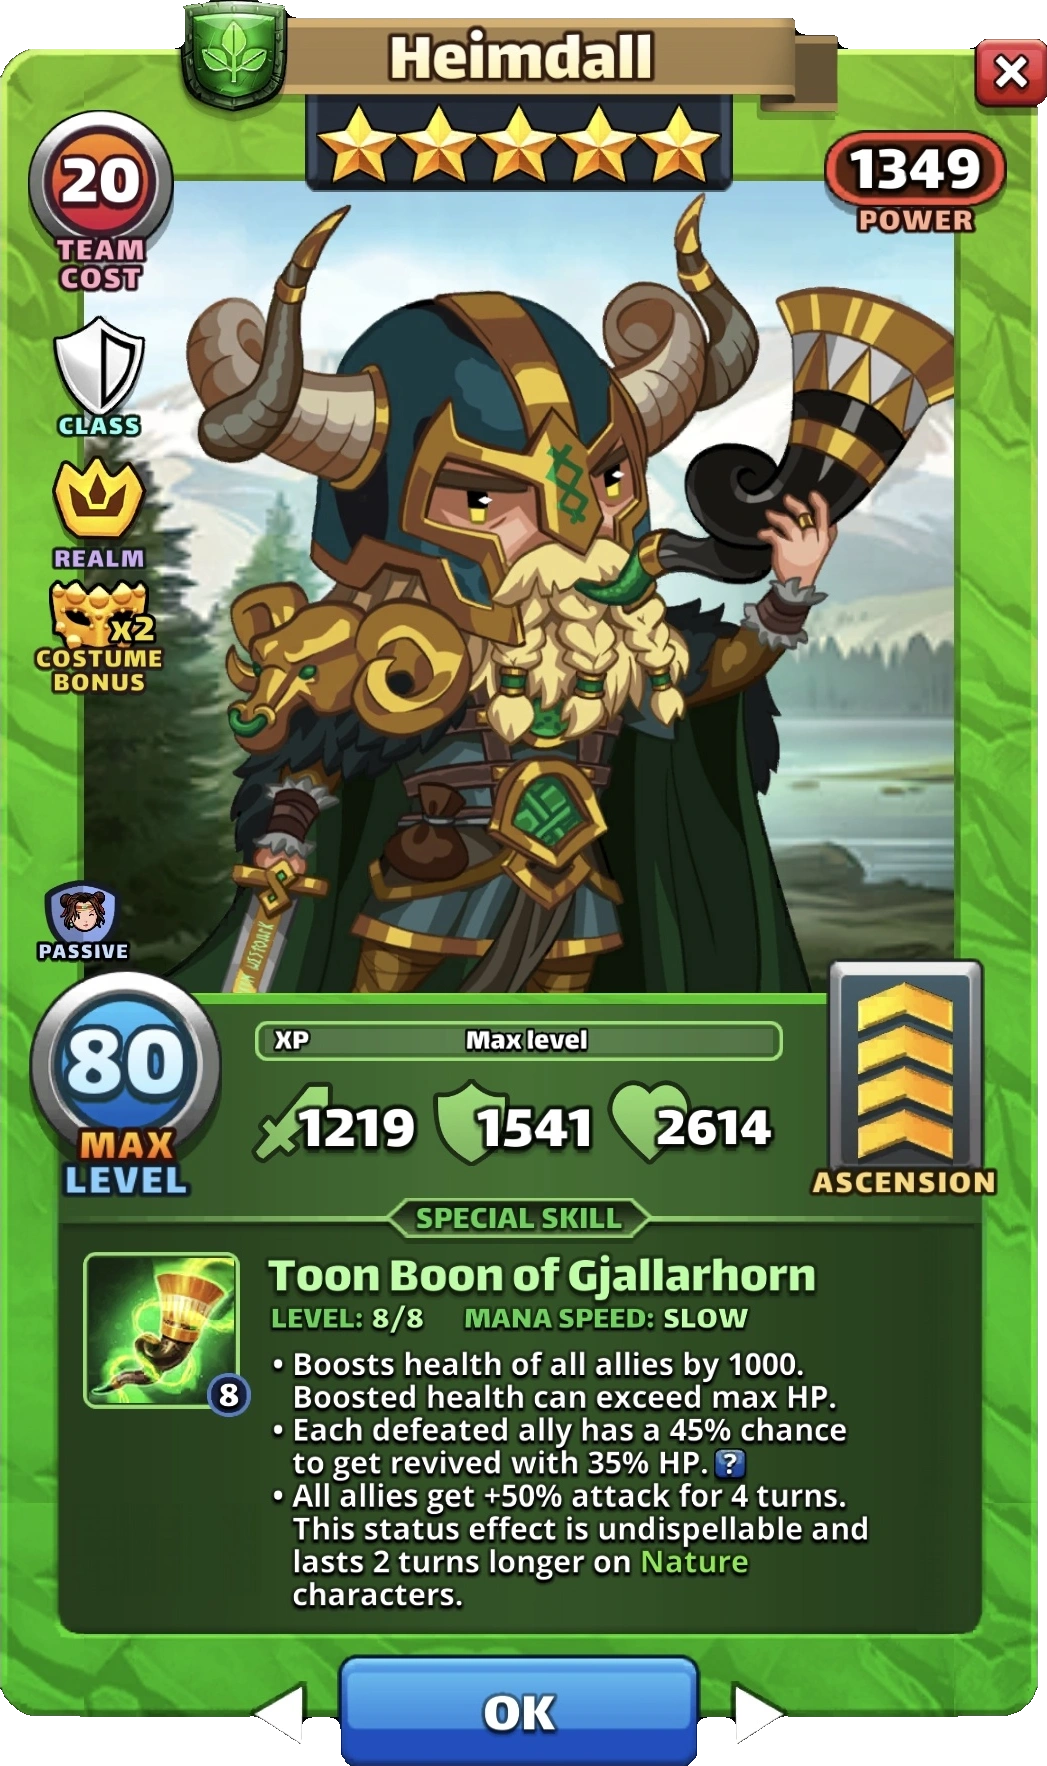 Heimdall
20
TEAM
COST
1349
POWER
CLASS
REALM
x2
COSTUME
BONUS
PASSIVE
80
MAX
LEVEL
XP Max level
1219 1541 2614
ASCENSION
SPECIAL SKILL
Toon Boon of Gjallarhorn
LEVEL: 8/8 MANA SPEED: SLOW
8
• Boosts health of all allies by 1000.
Boosted health can exceed max HP.
• Each defeated ally has a 45% chance
to get revived with 35% HP. ?
• All allies get +50% attack for 4 turns.
This status effect is undispellable and
lasts 2 turns longer on Nature
characters.
OK